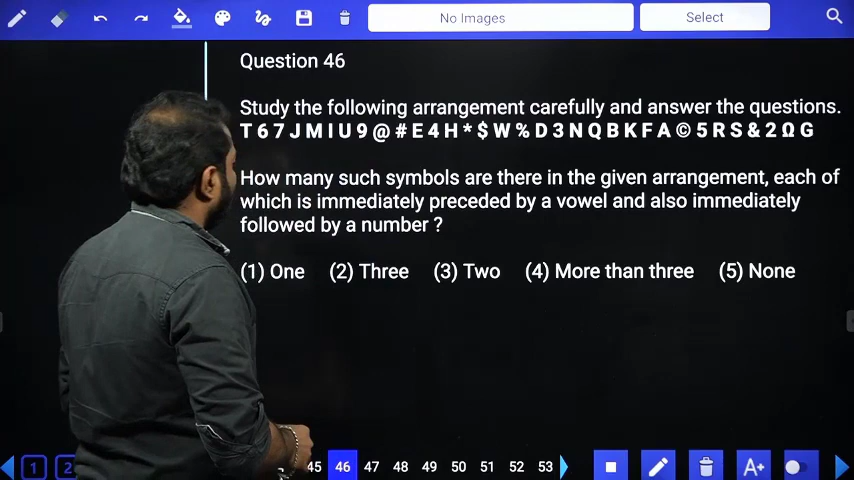 No Images
Select
Question 46
Study the following arrangement carefully and answer the questions.
T 6 7 J M I U 9 @ # E 4 H * $ W % D 3 N Q B K F A © 5 R S & 2 Ω G
How many such symbols are there in the given arrangement, each of
which is immediately preceded by a vowel and also immediately
followed by a number ?
(1) One (2) Three (3) Two (4) More than three (5) None
1 2 45 46 47 48 49 50 51 52 53 A+